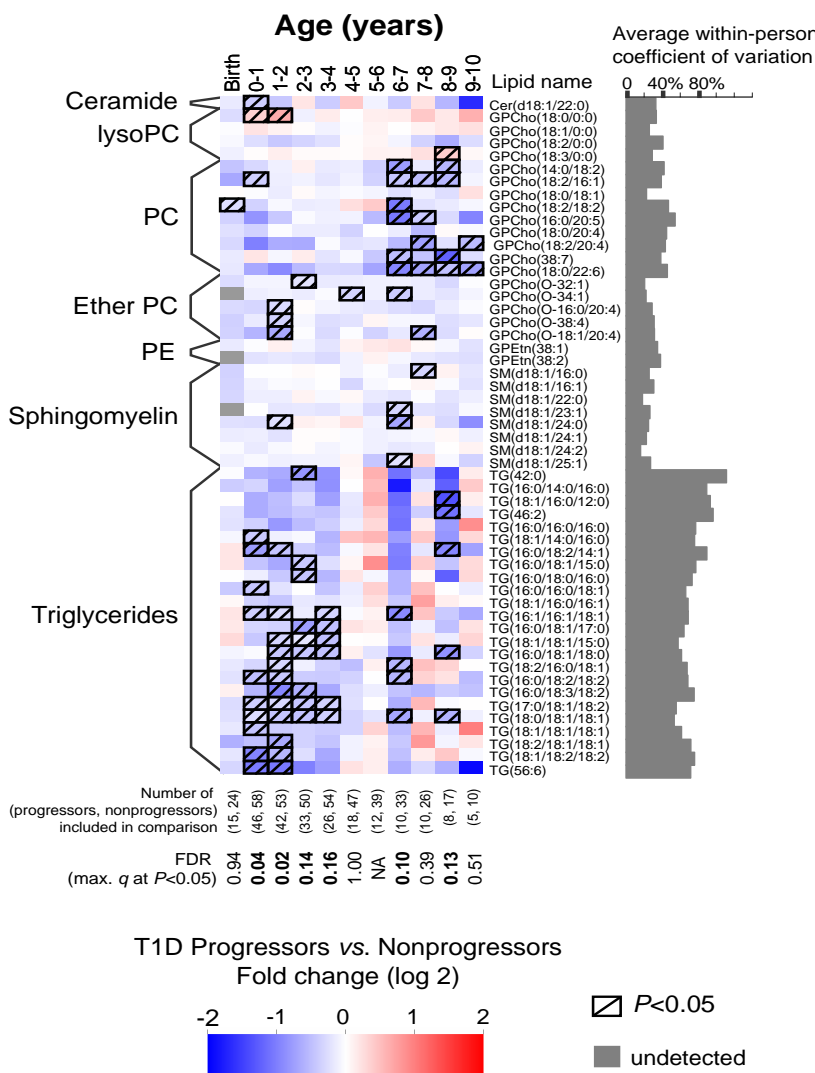 Age (years)
Average within-person
coefficient of variation
Birth
0-1
1-2
2-3
3-4
4-5
5-6
6-7
7-8
8-9
9-10
Lipid name
0 40% 80%
Ceramide
lysoPC
PC
Ether PC
PE
Sphingomyelin
Triglycerides
Cer(d18:1/22:0)
GPCho(18:0/0:0)
GPCho(18:1/0:0)
GPCho(18:2/0:0)
GPCho(18:3/0:0)
GPCho(14:0/18:2)
GPCho(18:2/16:1)
GPCho(18:0/18:1)
GPCho(18:2/18:2)
GPCho(16:0/20:5)
GPCho(18:0/20:4)
GPCho(18:2/20:4)
GPCho(38:7)
GPCho(18:0/22:6)
GPCho(O-32:1)
GPCho(O-34:1)
GPCho(O-16:0/20:4)
GPCho(O-38:4)
GPCho(O-18:1/20:4)
GPEtn(38:1)
GPEtn(38:2)
SM(d18:1/16:0)
SM(d18:1/16:1)
SM(d18:1/22:0)
SM(d18:1/23:1)
SM(d18:1/24:0)
SM(d18:1/24:1)
SM(d18:1/24:2)
SM(d18:1/25:1)
TG(42:0)
TG(16:0/14:0/16:0)
TG(18:1/16:0/12:0)
TG(46:2)
TG(16:0/16:0/16:0)
TG(18:1/14:0/16:0)
TG(16:0/18:2/14:1)
TG(16:0/18:1/15:0)
TG(16:0/18:0/16:0)
TG(16:0/16:0/18:1)
TG(18:1/16:0/16:1)
TG(16:1/16:1/18:1)
TG(16:0/18:1/17:0)
TG(18:1/18:1/15:0)
TG(16:0/18:1/18:0)
TG(18:2/16:0/18:1)
TG(16:0/18:2/18:2)
TG(16:0/18:3/18:2)
TG(17:0/18:1/18:2)
TG(18:0/18:1/18:1)
TG(18:1/18:1/18:1)
TG(18:2/18:1/18:1)
TG(18:1/18:2/18:2)
TG(56:6)
Number of
(progressors, nonprogressors)
included in comparison
(15, 24)
(46, 58)
(42, 53)
(33, 50)
(26, 54)
(18, 47)
(12, 39)
(10, 33)
(10, 26)
(8, 17)
(5, 10)
FDR
(max. q at P<0.05)
0.94
0.04
0.02
0.14
0.16
1.00
NA
0.10
0.39
0.13
0.51
T1D Progressors vs. Nonprogressors
Fold change (log 2)
-2 -1 0 1 2
P<0.05
undetected